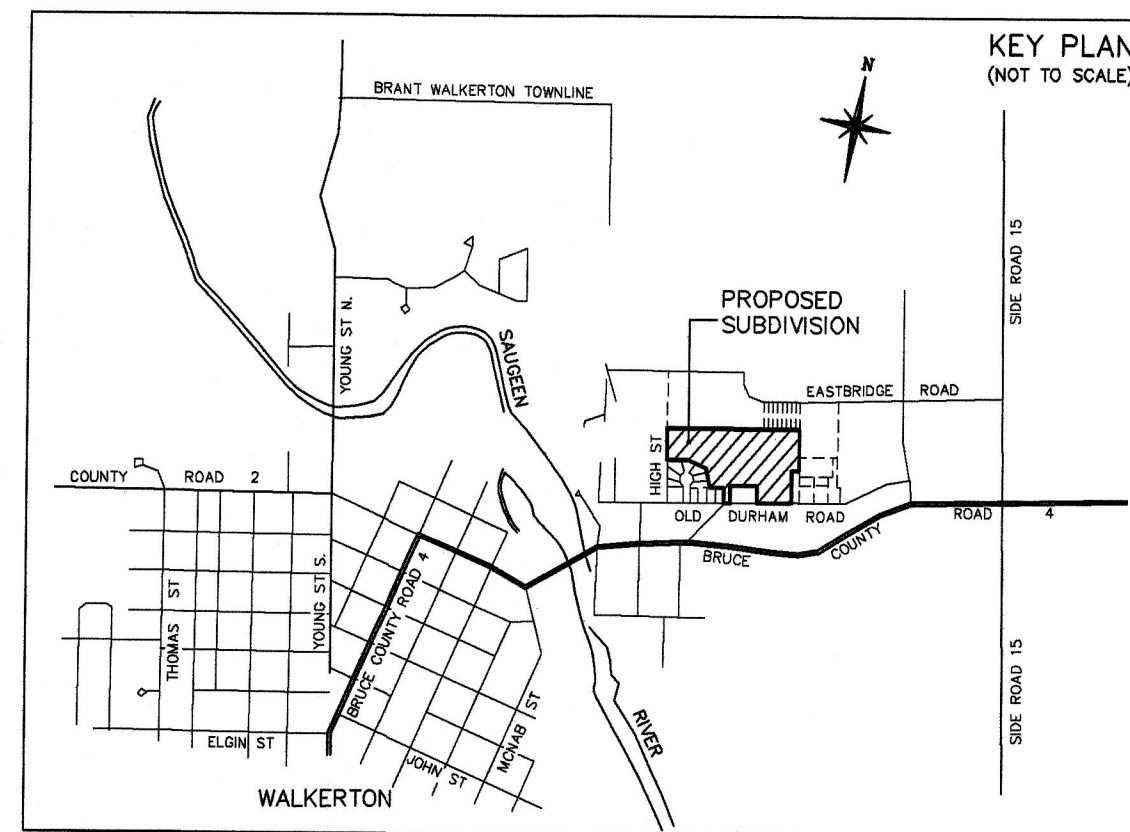 KEY PLAN
(NOT TO SCALE)
N
BRANT WALKERTON TOWNLINE
SIDE ROAD 15
PROPOSED
SUBDIVISION
YOUNG ST N.
SAUGEEN
EASTBRIDGE ROAD
HIGH ST
COUNTY ROAD 2
OLD DURHAM ROAD
ROAD 4
BRUCE COUNTY
THOMAS ST
YOUNG ST S.
BRUCE COUNTY ROAD 4
MCNAB ST
RIVER
SIDE ROAD 15
ELGIN ST
JOHN ST
WALKERTON